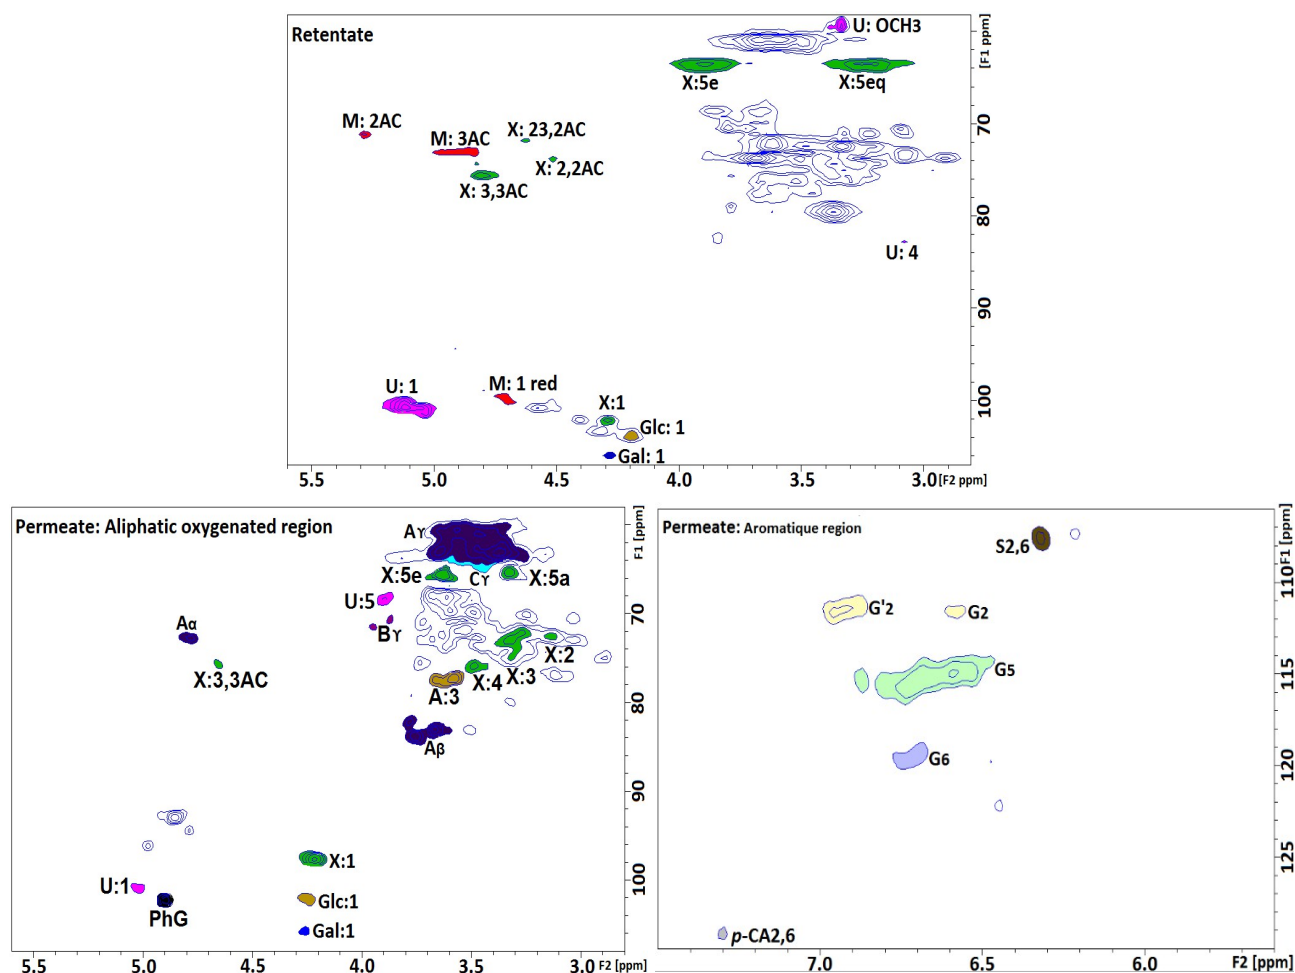 Retentate
U: OCH3
[F1 ppm]
X:5e
X:5eq
M: 2AC
M: 3AC
X: 23,2AC
X: 2,2AC
X: 3,3AC
70
80
U: 4
90
U: 1
M: 1 red
X:1
Glc: 1
Gal: 1
100
5.5
5.0
4.5
4.0
3.5
3.0
[F2 ppm]
Permeate: Aliphatic oxygenated region
F1 [ppm]
Aγ
X:5e
Cγ
X:5a
U:5
Bγ
Aα
X:3,3AC
X:2
X:3
X:4
A:3
Aβ
70
80
90
100
X:1
U:1
PhG
Glc:1
Gal:1
5.5
5.0
4.5
4.0
3.5
3.0
F2 [ppm]
Permeate: Aromatique region
F1 [ppm]
S2,6
110
G'2
G2
G5
115
G6
120
125
p-CA2,6
7.0
6.5
6.0
F2 [ppm]